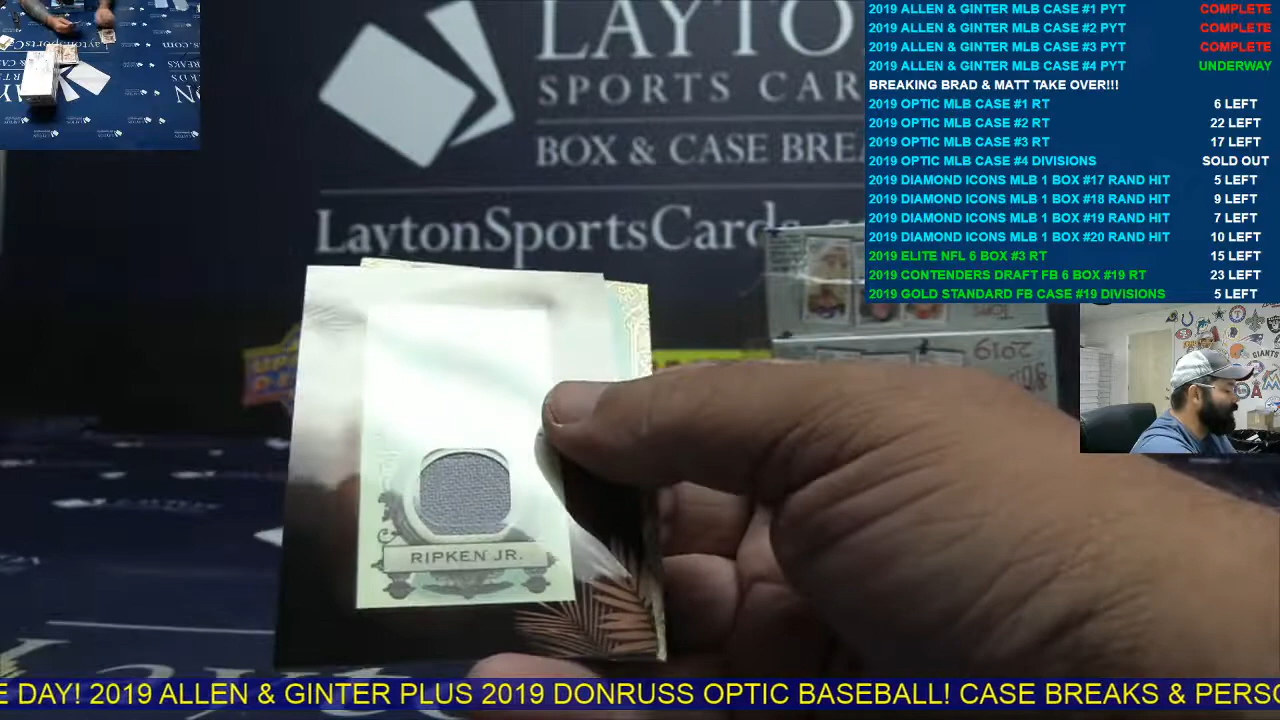 LAYTO
SPORTS CAR
BOX & CASE BREA
LaytonSportsCards.c
2019 ALLEN & GINTER MLB CASE #1 PYT COMPLETE
2019 ALLEN & GINTER MLB CASE #2 PYT COMPLETE
2019 ALLEN & GINTER MLB CASE #3 PYT COMPLETE
2019 ALLEN & GINTER MLB CASE #4 PYT UNDERWAY
BREAKING BRAD & MATT TAKE OVER!!!
2019 OPTIC MLB CASE #1 RT 6 LEFT
2019 OPTIC MLB CASE #2 RT 22 LEFT
2019 OPTIC MLB CASE #3 RT 17 LEFT
2019 OPTIC MLB CASE #4 DIVISIONS SOLD OUT
2019 DIAMOND ICONS MLB 1 BOX #17 RAND HIT 5 LEFT
2019 DIAMOND ICONS MLB 1 BOX #18 RAND HIT 9 LEFT
2019 DIAMOND ICONS MLB 1 BOX #19 RAND HIT 7 LEFT
2019 DIAMOND ICONS MLB 1 BOX #20 RAND HIT 10 LEFT
2019 ELITE NFL 6 BOX #3 RT 15 LEFT
2019 CONTENDERS DRAFT FB 6 BOX #19 RT 23 LEFT
2019 GOLD STANDARD FB CASE #19 DIVISIONS 5 LEFT
2019
GIANTS
RIPKEN JR.
E DAY! 2019 ALLEN & GINTER PLUS 2019 DONRUSS OPTIC BASEBALL! CASE BREAKS & PERSO